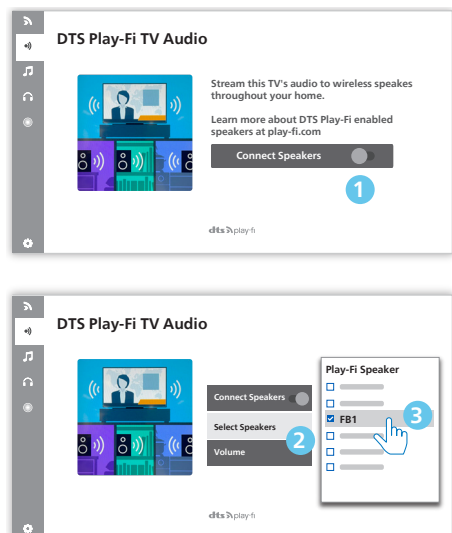 DTS Play-Fi TV Audio
Stream this TV's audio to wireless speakes
throughout your home.
Learn more about DTS Play-Fi enabled
speakers at play-fi.com
Connect Speakers
1
dts play-fi
DTS Play-Fi TV Audio
Connect Speakers
Select Speakers
2
Volume
Play-Fi Speaker
FB1
3
dts play-fi